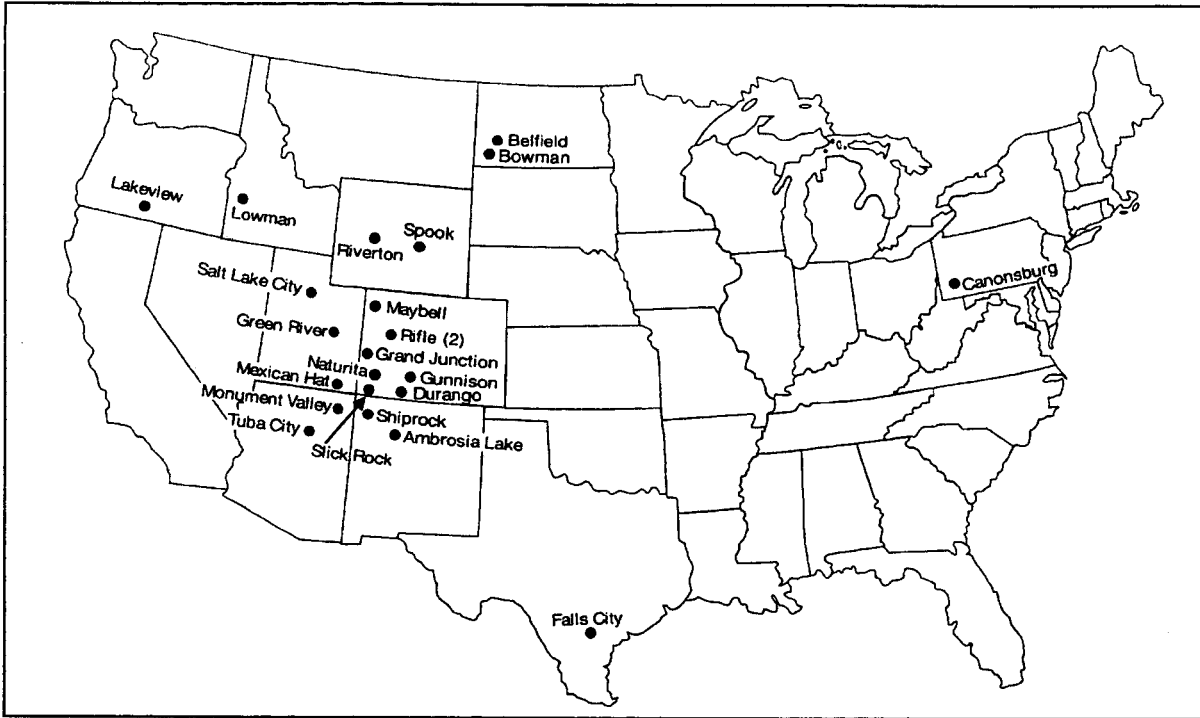 Belfield
Bowman
Lakeview
Lowman
Spook
Riverton
Salt Lake City
Maybell
Green River
Rifle (2)
Grand Junction
Naturita
Gunnison
Mexican Hat
Durango
Monument Valley
Shiprock
Tuba City
Ambrosia Lake
Slick Rock
Canonsburg
Falls City